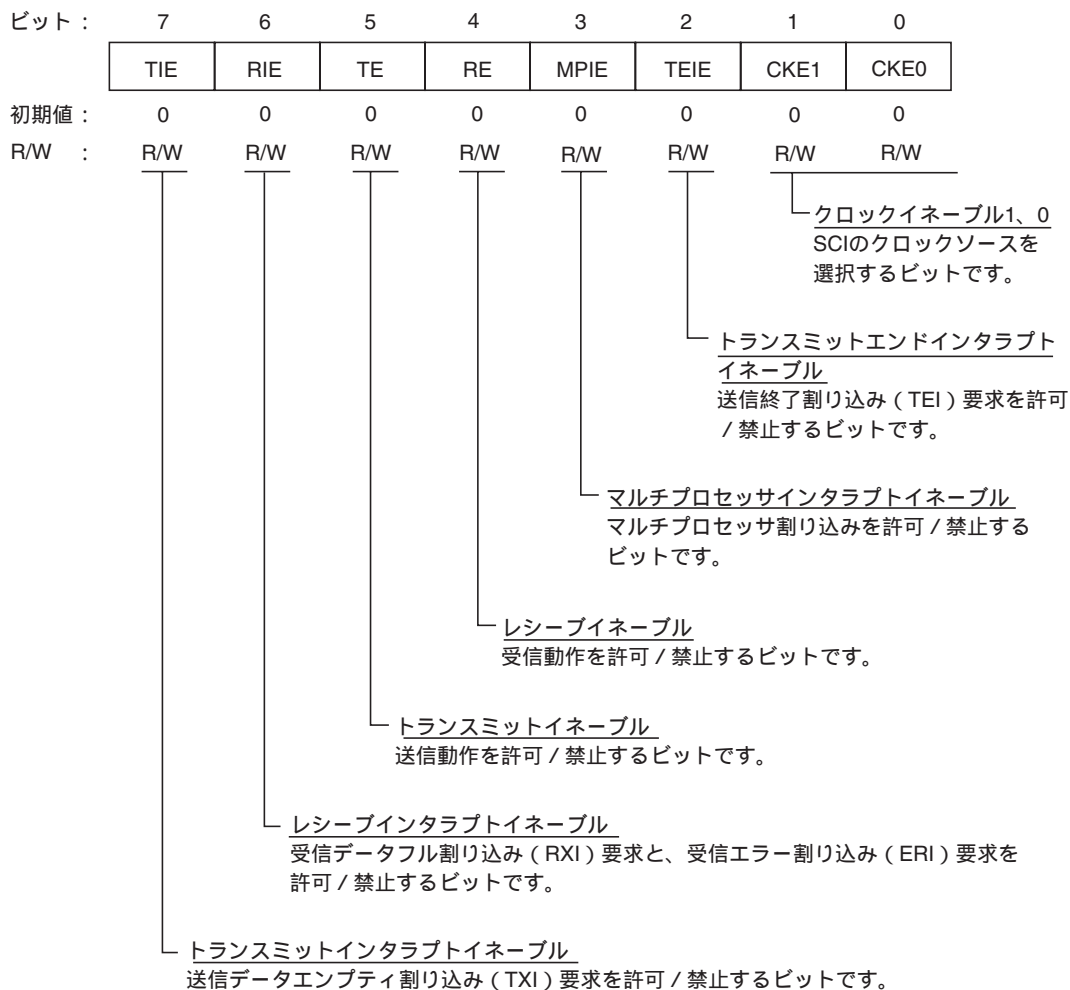 ビット： 7 6 5 4 3 2 1 0
TIE RIE TE RE MPIE TEIE CKE1 CKE0
初期値： 0 0 0 0 0 0 0 0
R/W ： R/W R/W R/W R/W R/W R/W R/W R/W
クロックイネーブル1、0
SCIのクロックソースを
選択するビットです。
トランスミットエンドインタラプト
イネーブル
送信終了割り込み（TEI）要求を許可
／禁止するビットです。
マルチプロセッサインタラプトイネーブル
マルチプロセッサ割り込みを許可／禁止する
ビットです。
レシーブイネーブル
受信動作を許可／禁止するビットです。
トランスミットイネーブル
送信動作を許可／禁止するビットです。
レシーブインタラプトイネーブル
受信データフル割り込み（RXI）要求と、受信エラー割り込み（ERI）要求を
許可／禁止するビットです。
トランスミットインタラプトイネーブル
送信データエンプティ割り込み（TXI）要求を許可／禁止するビットです。